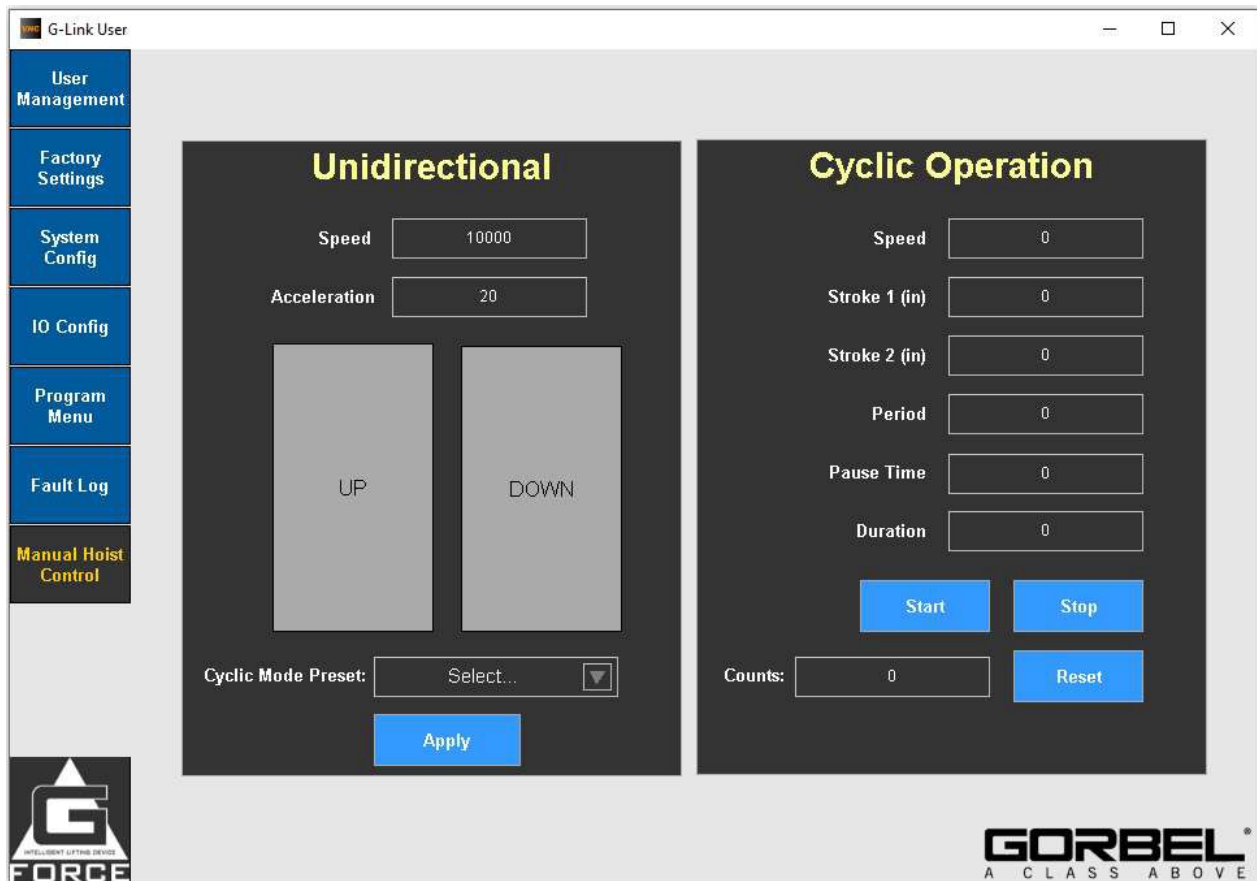 VNC G-Link User
User
Management
Factory
Settings
System
Config
IO Config
Program
Menu
Fault Log
Manual Hoist
Control
Unidirectional
Speed 10000
Acceleration 20
UP DOWN
Cyclic Mode Preset: Select...
Apply
Cyclic Operation
Speed 0
Stroke 1 (in) 0
Stroke 2 (in) 0
Period 0
Pause Time 0
Duration 0
Start Stop
Counts: 0 Reset
G
INTELLIGENT LIFTING DEVICE
FORCE
GORBEL®
A CLASS ABOVE